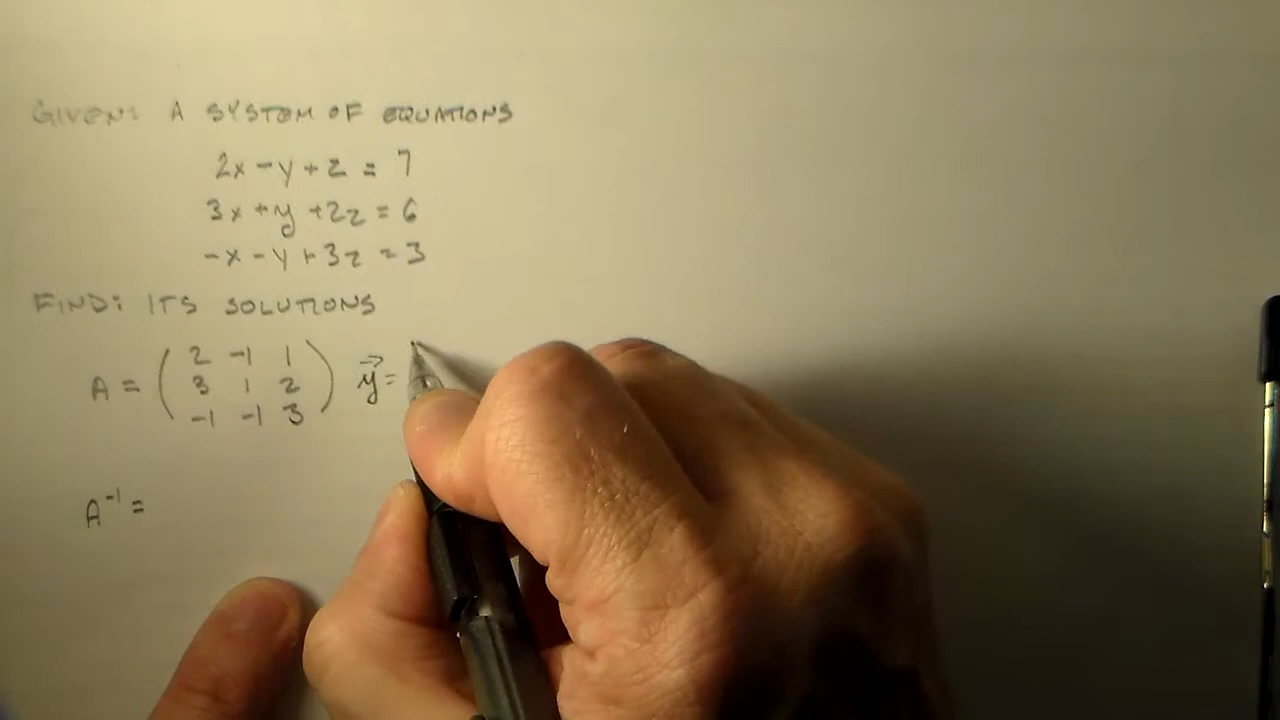 GIVEN: A SYSTEM OF EQUATIONS
2x - y + z = 7
3x + y + 2z = 6
-x - y + 3z = 3
FIND: ITS SOLUTIONS
A = ( 2 -1 1 ) y⃗ =
3 1 2
-1 -1 3
A⁻¹ =